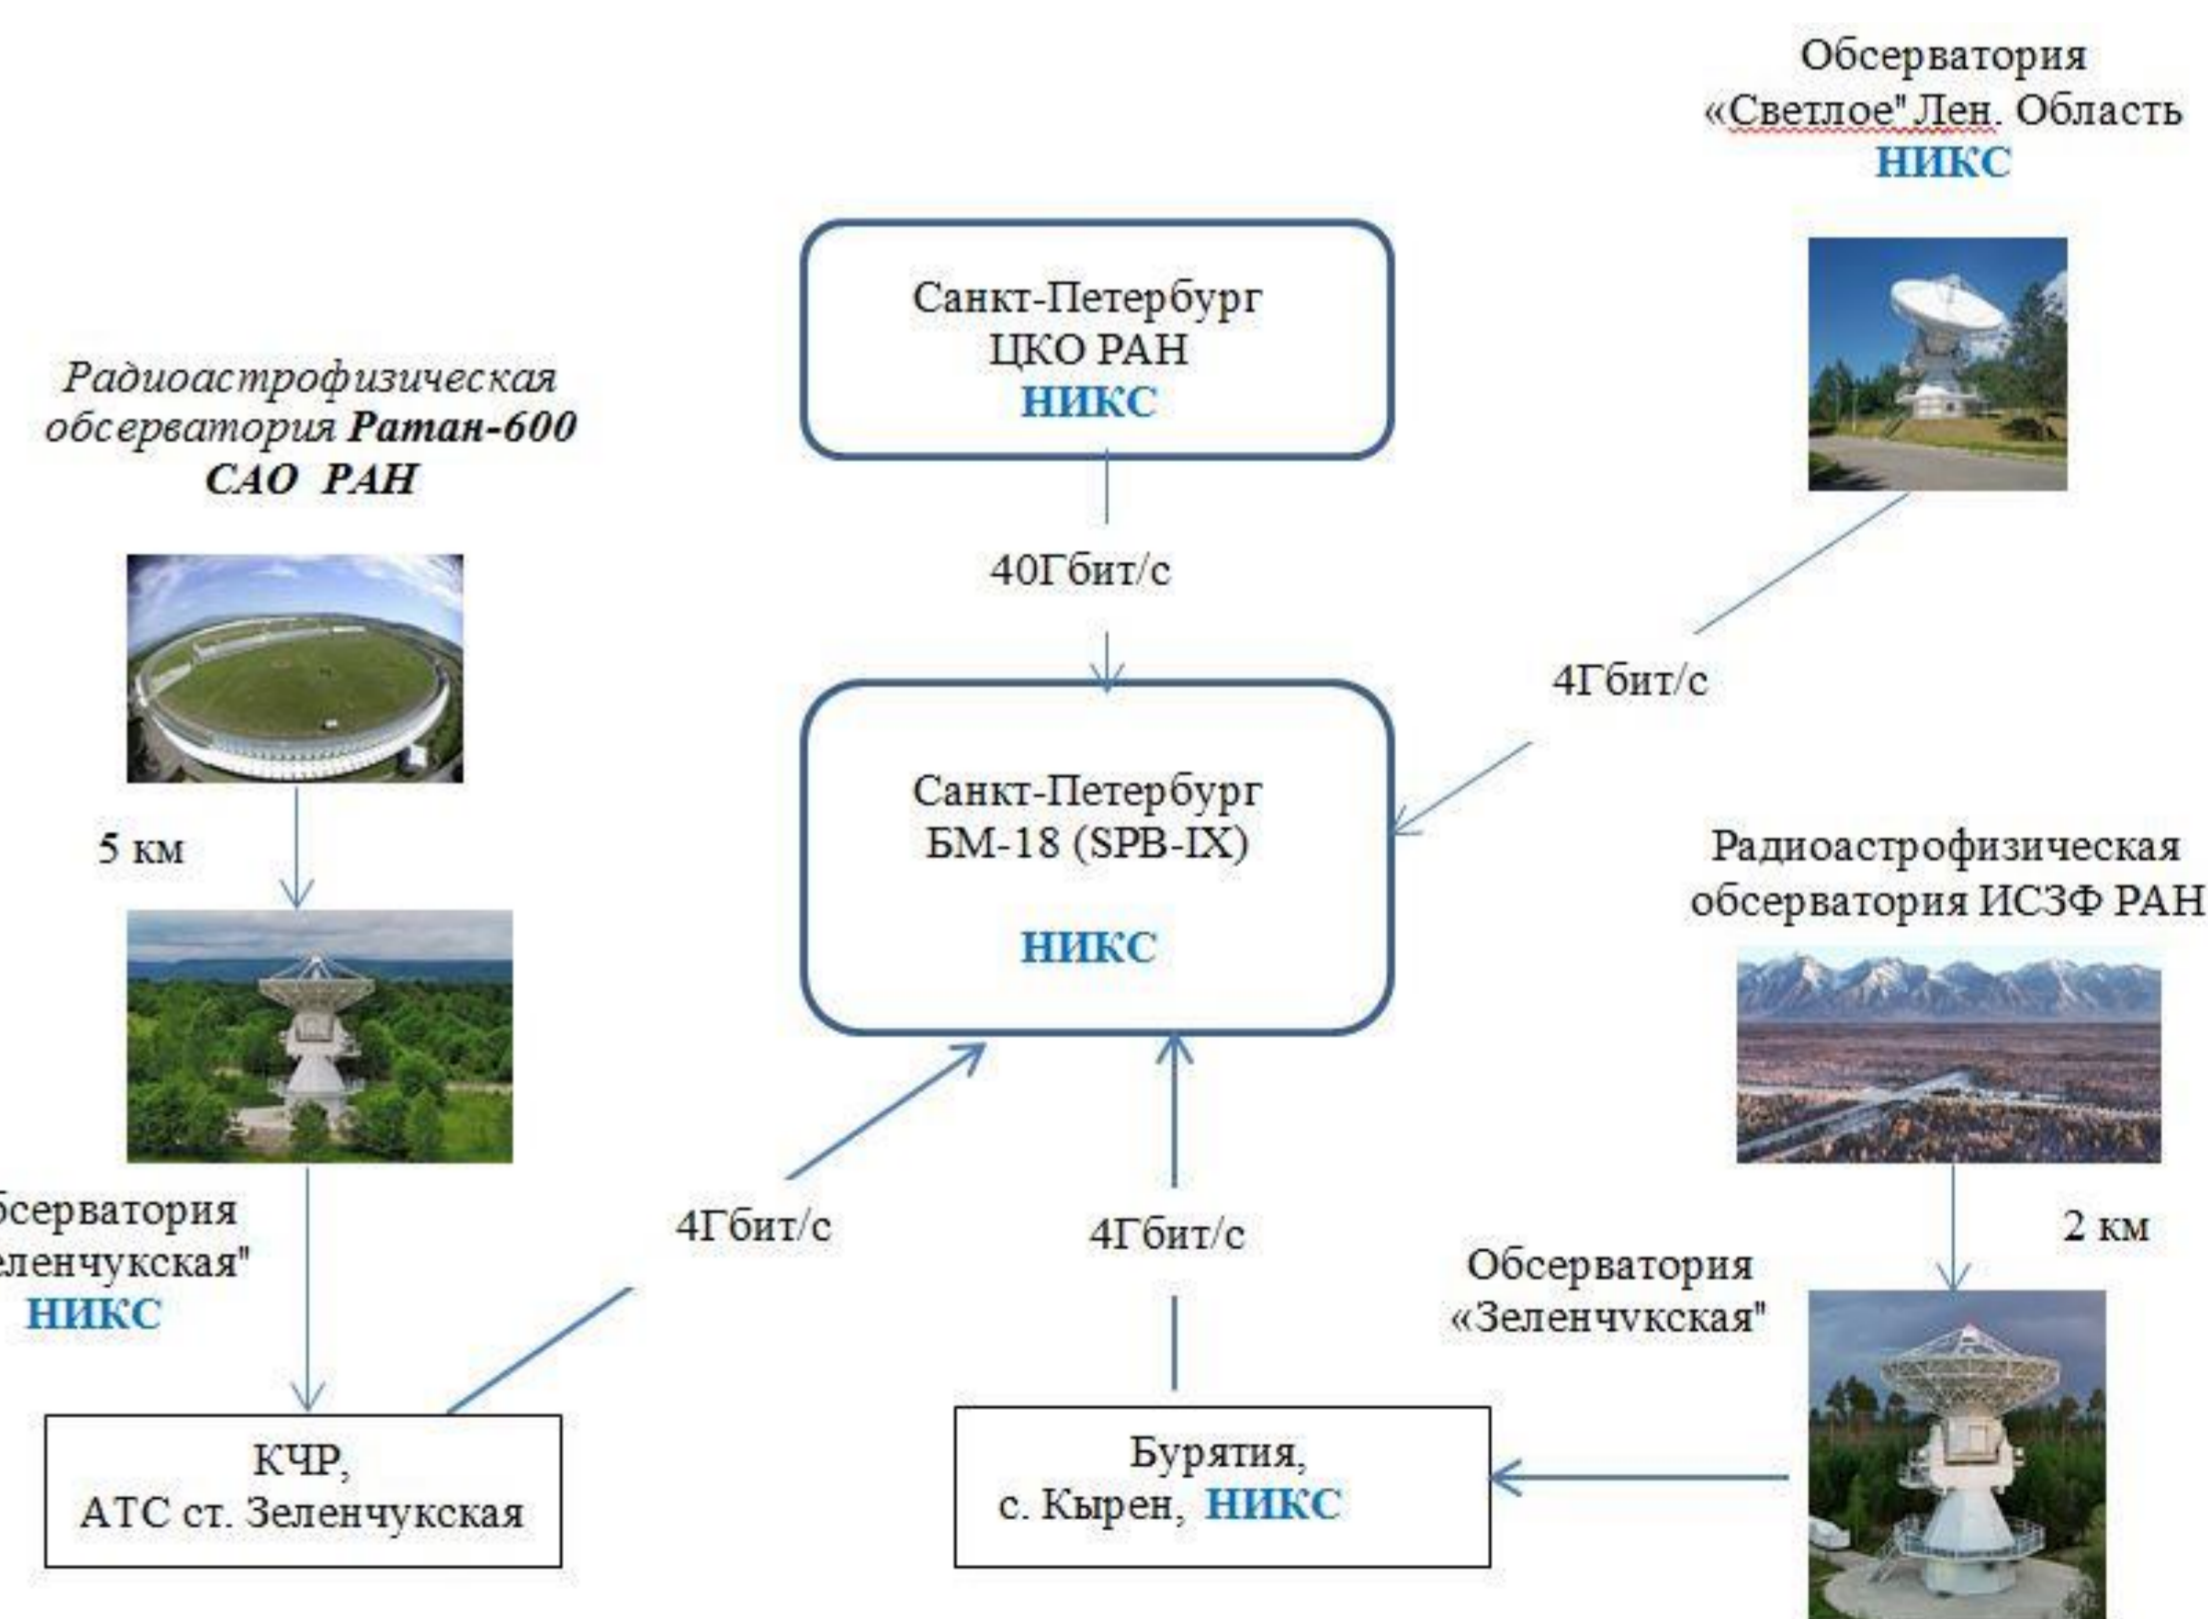 Обсерватория
«Светлое" Лен. Область
НИКС
Санкт-Петербург
ЦКО РАН
НИКС
Радиоастрофизическая
обсерватория Ратан-600
САО РАН
40Гбит/с
4Гбит/с
Санкт-Петербург
БМ-18 (SPB-IX)
НИКС
5 км
Радиоастрофизическая
обсерватория ИСЗФ РАН
бсерватория
еленчукская"
НИКС
4Гбит/с
4Гбит/с
2 км
Обсерватория
«Зеленчукская"
КЧР,
АТС ст. Зеленчукская
Бурятия,
с. Кырен, НИКС